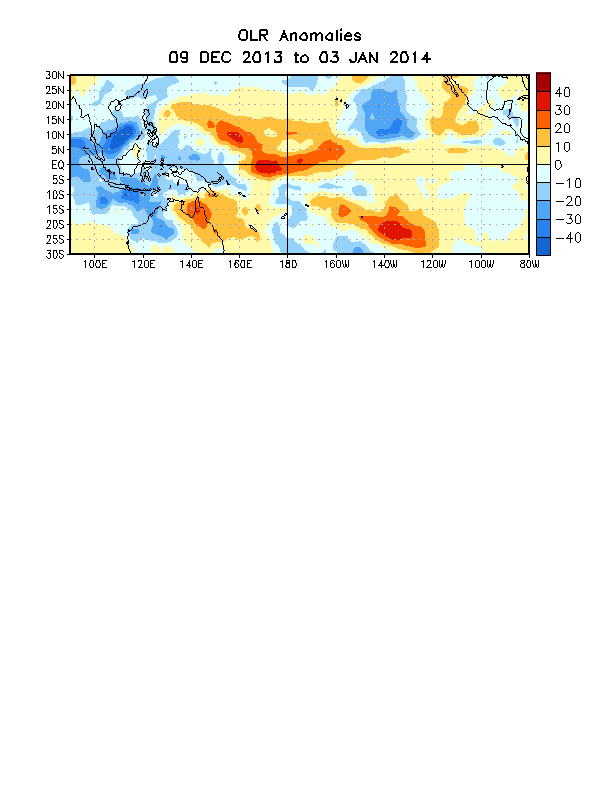 OLR Anomalies
09 DEC 2013 to 03 JAN 2014
30N
25N
20N
15N
10N
5N
EQ
5S
10S
15S
20S
25S
30S
100E 120E 140E 160E 180 160W 140W 120W 100W 80W
40
30
20
10
0
−10
−20
−30
−40